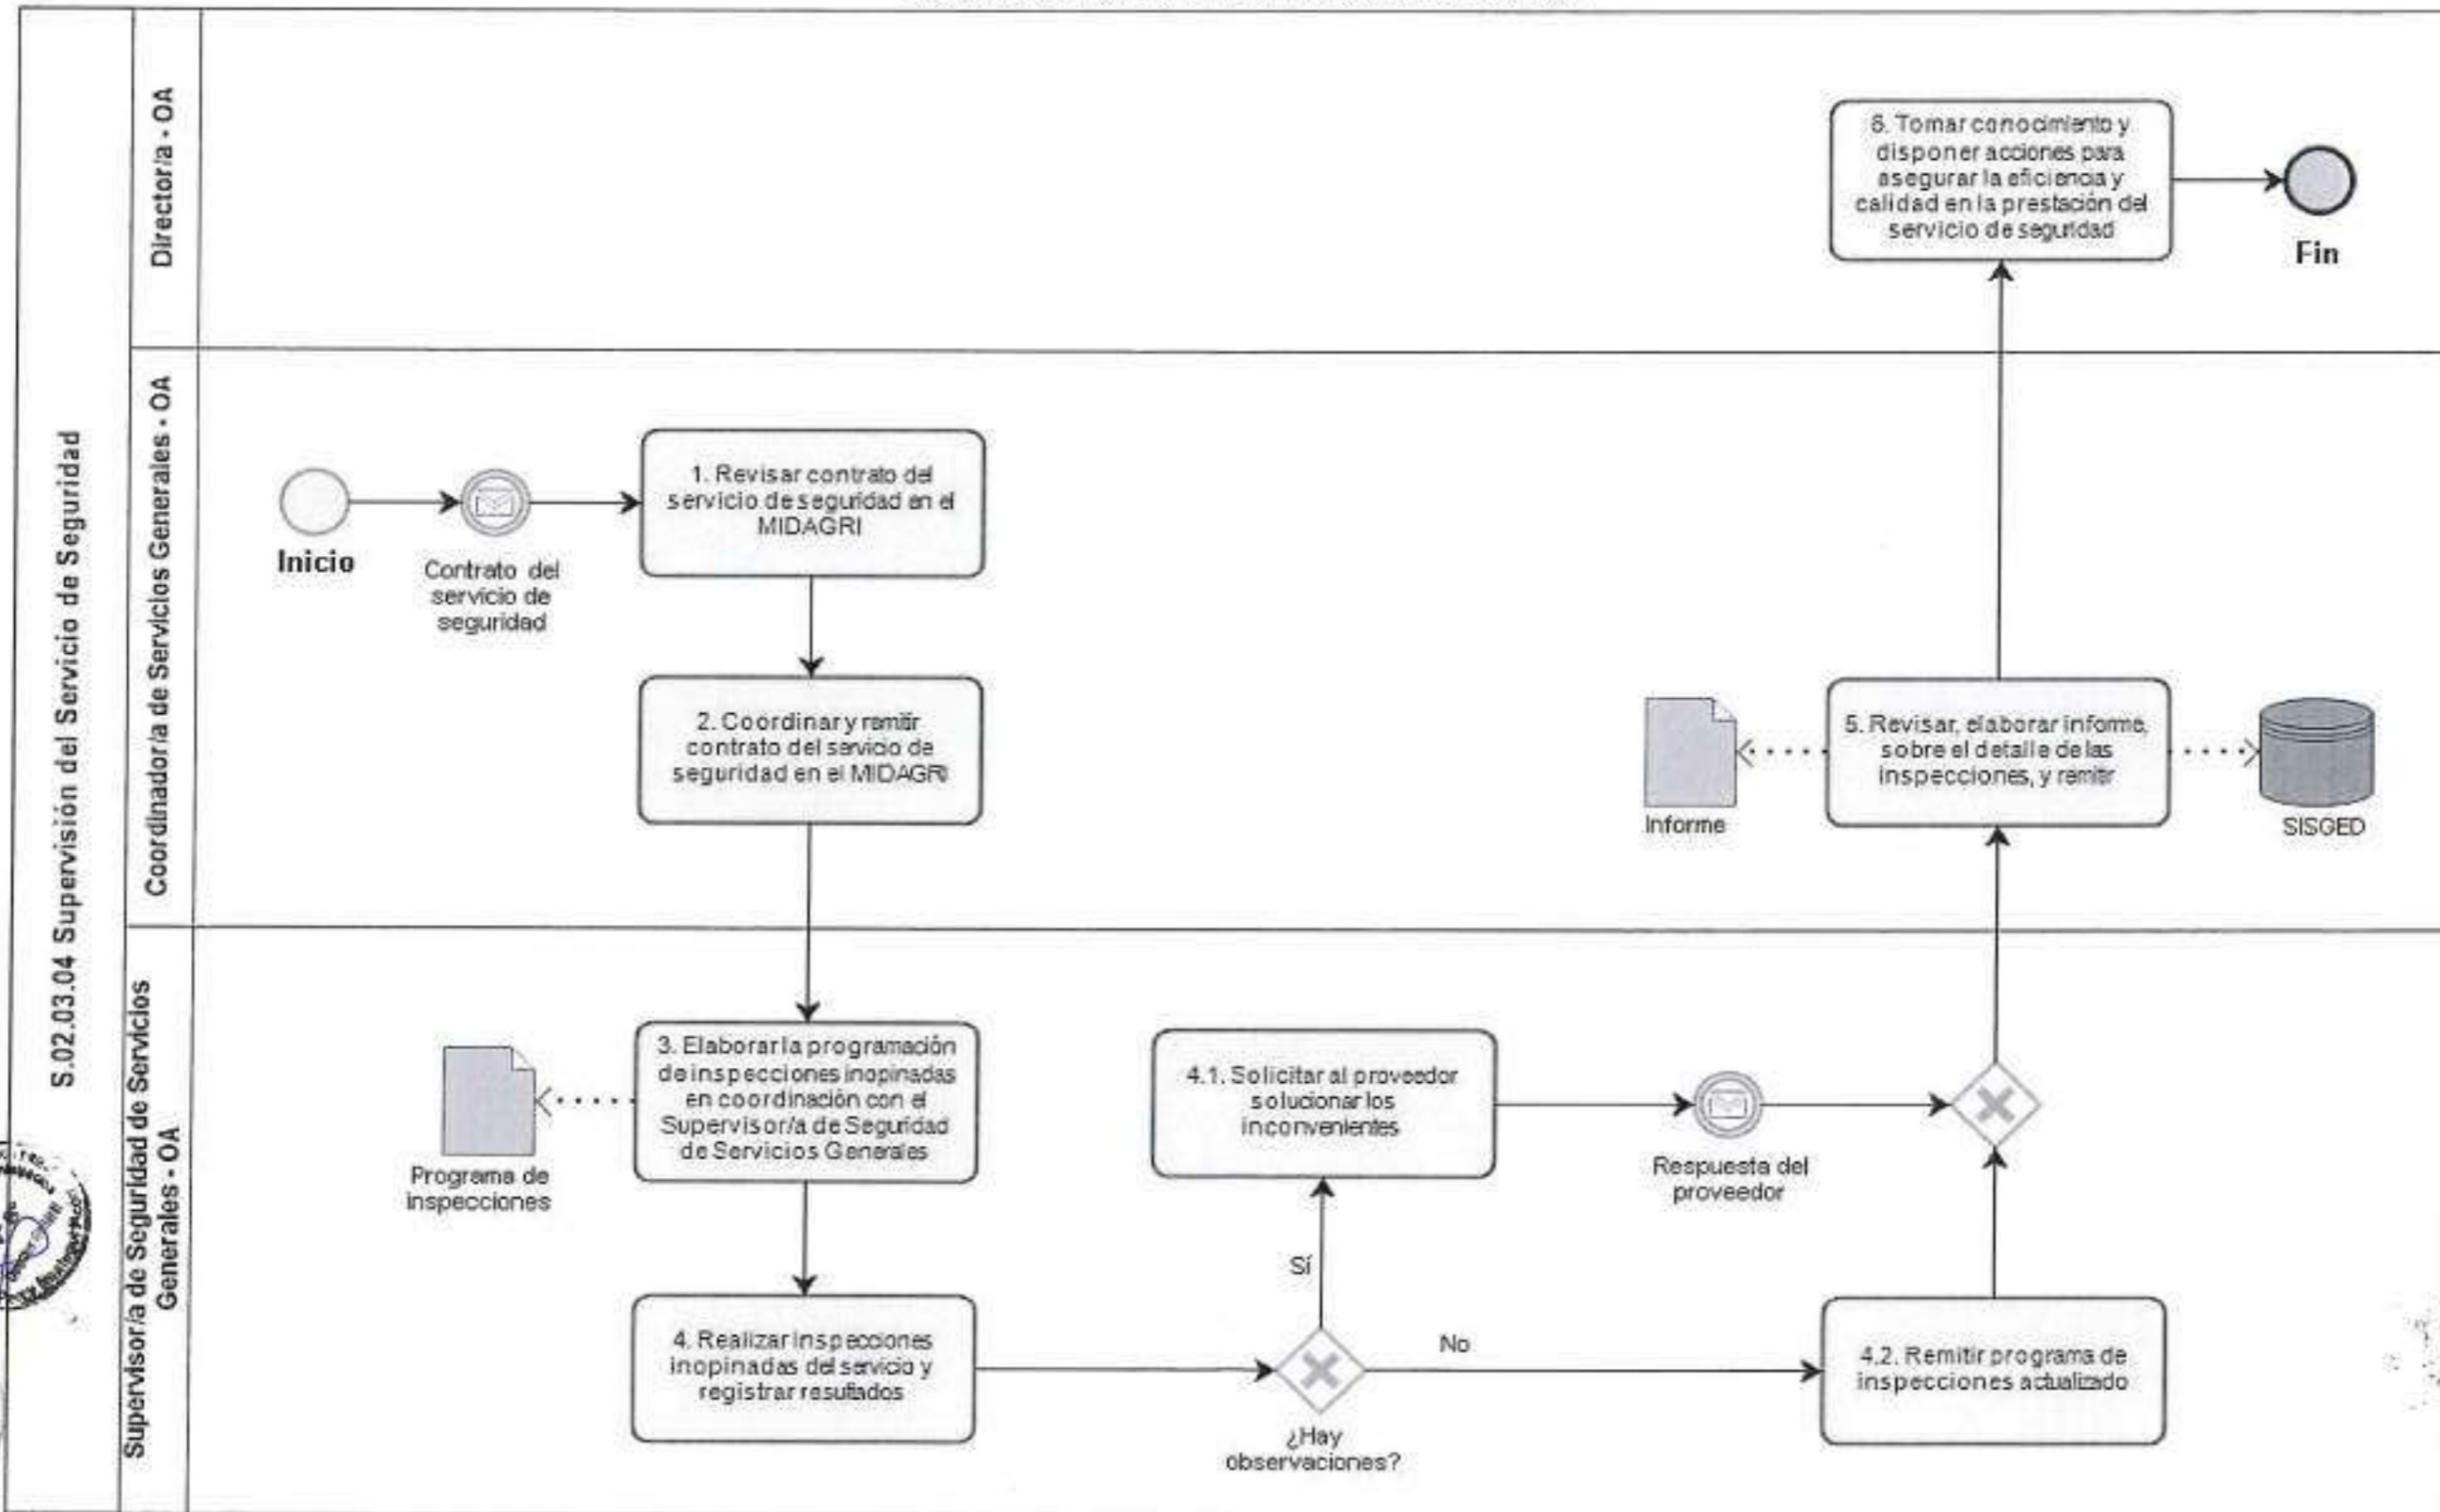 S.02.03.04 Supervisión del Servicio de Seguridad
Director/a - OA
6. Tomar conocimiento y
disponer acciones para
asegurar la eficiencia y
calidad en la prestación del
servicio de seguridad
Fin
Coordinador/a de Servicios Generales - OA
Inicio
Contrato del
servicio de
seguridad
1. Revisar contrato del
servicio de seguridad en el
MIDAGRI
2. Coordinar y remitir
contrato del servicio de
seguridad en el MIDAGRI
Informe
5. Revisar, elaborar informe,
sobre el detalle de las
inspecciones, y remitir
SISGED
Supervisor/a de Seguridad de Servicios
Generales - OA
Programa de
inspecciones
3. Elaborar la programación
de inspecciones inopinadas
en coordinación con el
Supervisor/a de Seguridad
de Servicios Generales
4. Realizar inspecciones
inopinadas del servicio y
registrar resultados
¿Hay
observaciones?
Sí
No
4.1. Solicitar al proveedor
solucionar los
inconvenientes
Respuesta del
proveedor
4.2. Remitir programa de
inspecciones actualizado